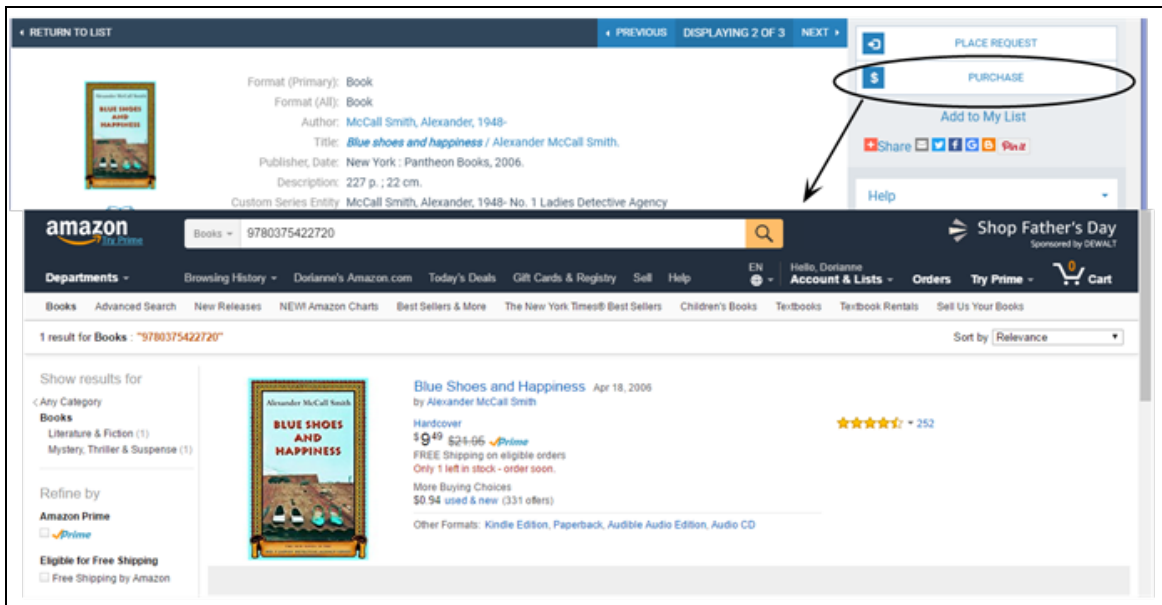 RETURN TO LIST
PREVIOUS DISPLAYING 2 OF 3 NEXT
PLACE REQUEST
$ PURCHASE
Add to My List
Share Pin it
Help
Alexander McCall Smith
BLUE SHOES
AND
HAPPINESS
Format (Primary): Book
Format (All): Book
Author: McCall Smith, Alexander, 1948-
Title: Blue shoes and happiness / Alexander McCall Smith.
Publisher, Date: New York : Pantheon Books, 2006.
Description: 227 p. ; 22 cm.
Custom Series Entity McCall Smith, Alexander, 1948- No. 1 Ladies Detective Agency
amazon
Try Prime
Books 9780375422720
Shop Father's Day
Sponsored by DEWALT
Departments Browsing History Dorianne's Amazon.com Today's Deals Gift Cards & Registry Sell Help
EN
Hello, Dorianne
Account & Lists Orders Try Prime 0 Cart
Books Advanced Search New Releases NEW! Amazon Charts Best Sellers & More The New York Times® Best Sellers Children's Books Textbooks Textbook Rentals Sell Us Your Books
1 result for Books : "9780375422720"
Sort by Relevance
Show results for
Any Category
Books
Literature & Fiction (1)
Mystery, Thriller & Suspense (1)
Refine by
Amazon Prime
Prime
Eligible for Free Shipping
Free Shipping by Amazon
Alexander McCall Smith
BLUE SHOES
AND
HAPPINESS
Blue Shoes and Happiness Apr 18, 2006
by Alexander McCall Smith
Hardcover
$9.49 $21.95 Prime
FREE Shipping on eligible orders
Only 1 left in stock - order soon.
More Buying Choices
$0.94 used & new (331 offers)
Other Formats: Kindle Edition, Paperback, Audible Audio Edition, Audio CD
252